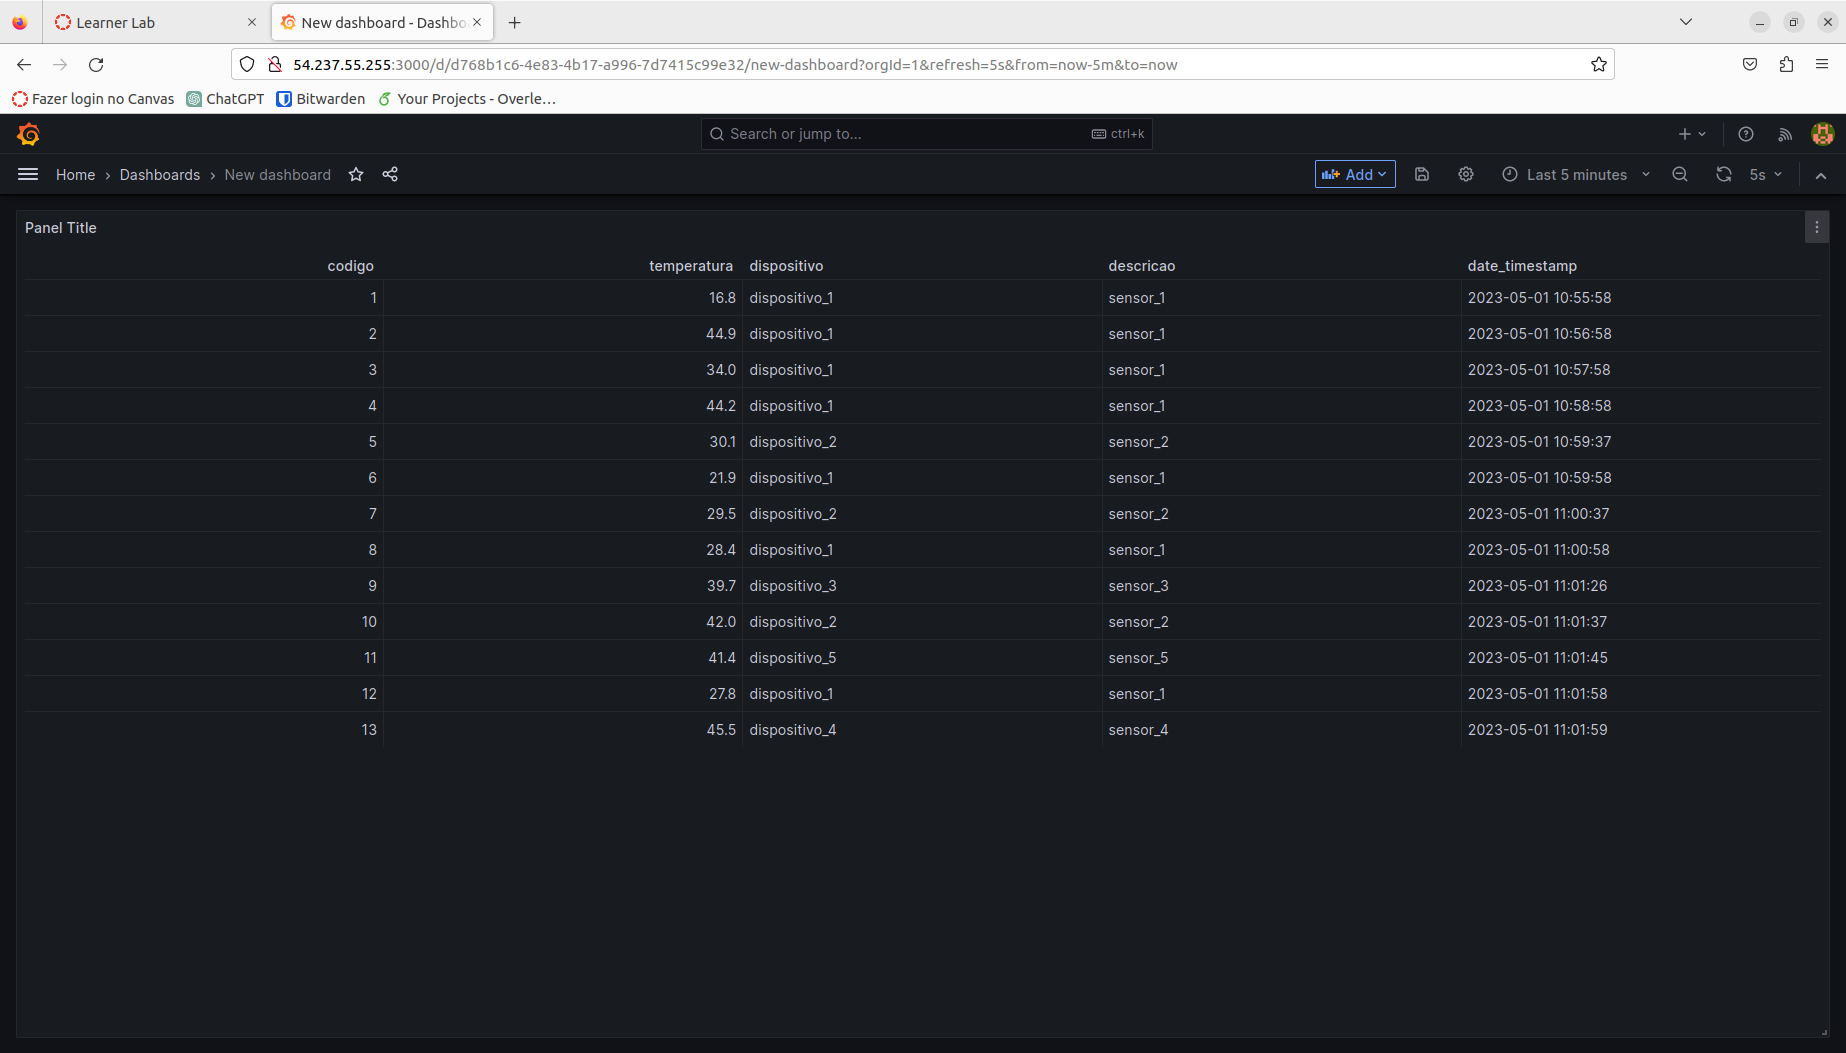 Learner Lab
New dashboard - Dashbo
54.237.55.255:3000/d/d768b1c6-4e83-4b17-a996-7d7415c99e32/new-dashboard?orgId=1&refresh=5s&from=now-5m&to=now
Fazer login no Canvas ChatGPT Bitwarden Your Projects - Overle…
Search or jump to... ctrl+k
Home › Dashboards › New dashboard Add Last 5 minutes 5s
Panel Title
codigo temperatura dispositivo descricao date_timestamp
1 16.8 dispositivo_1 sensor_1 2023-05-01 10:55:58
2 44.9 dispositivo_1 sensor_1 2023-05-01 10:56:58
3 34.0 dispositivo_1 sensor_1 2023-05-01 10:57:58
4 44.2 dispositivo_1 sensor_1 2023-05-01 10:58:58
5 30.1 dispositivo_2 sensor_2 2023-05-01 10:59:37
6 21.9 dispositivo_1 sensor_1 2023-05-01 10:59:58
7 29.5 dispositivo_2 sensor_2 2023-05-01 11:00:37
8 28.4 dispositivo_1 sensor_1 2023-05-01 11:00:58
9 39.7 dispositivo_3 sensor_3 2023-05-01 11:01:26
10 42.0 dispositivo_2 sensor_2 2023-05-01 11:01:37
11 41.4 dispositivo_5 sensor_5 2023-05-01 11:01:45
12 27.8 dispositivo_1 sensor_1 2023-05-01 11:01:58
13 45.5 dispositivo_4 sensor_4 2023-05-01 11:01:59